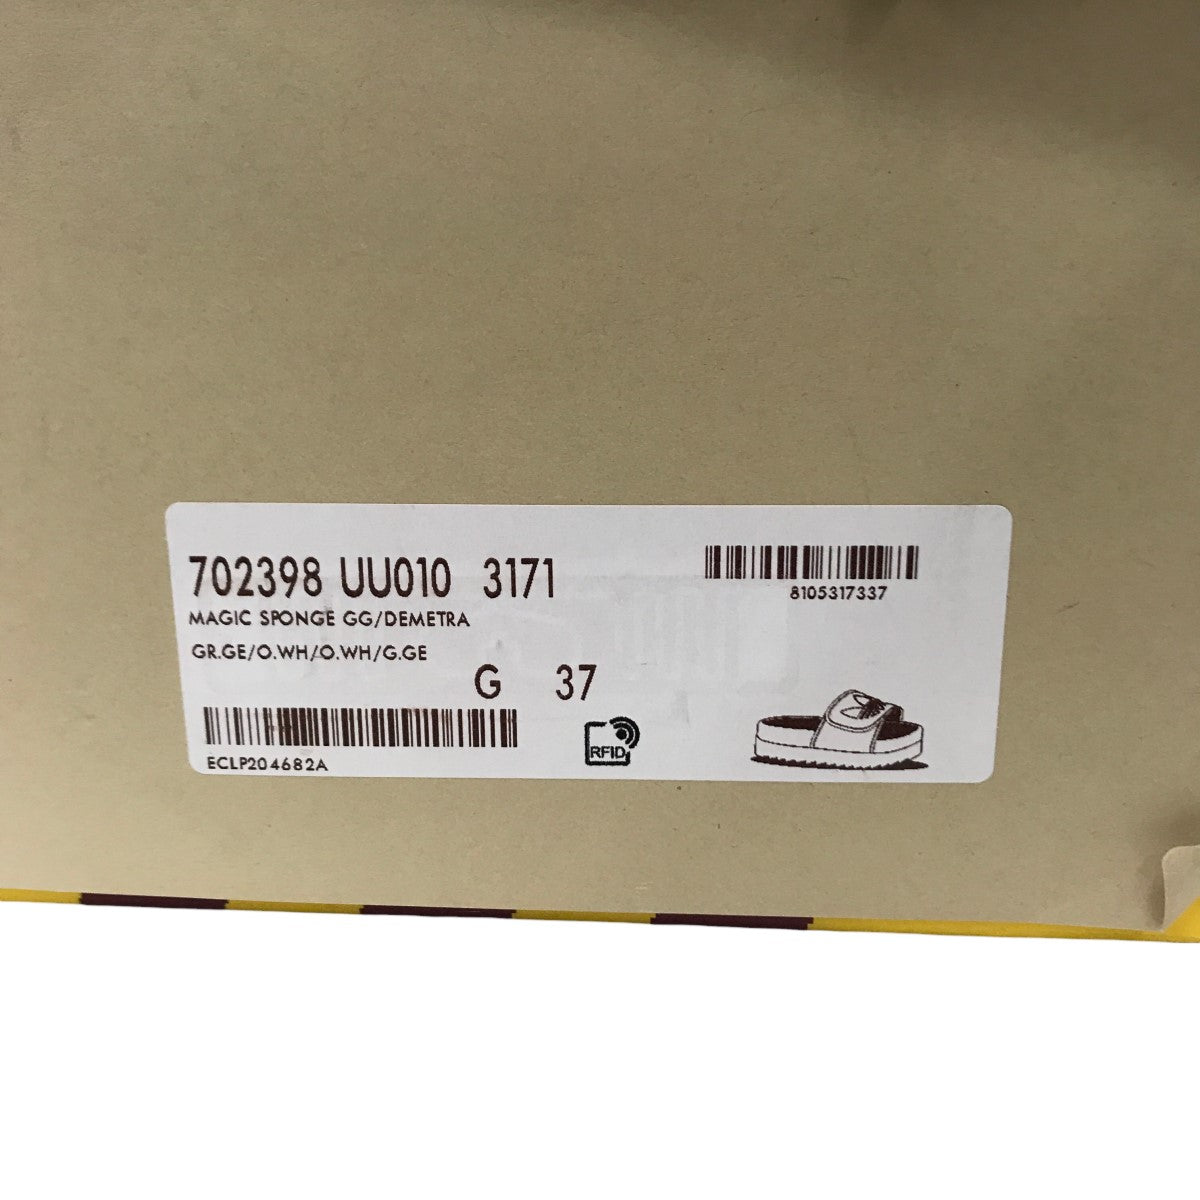 702398 UU010 3171
8105317337
MAGIC SPONGE GG/DEMETRA
GR.GE/O.WH/O.WH/G.GE
G 37
RFID
ECLP204682A